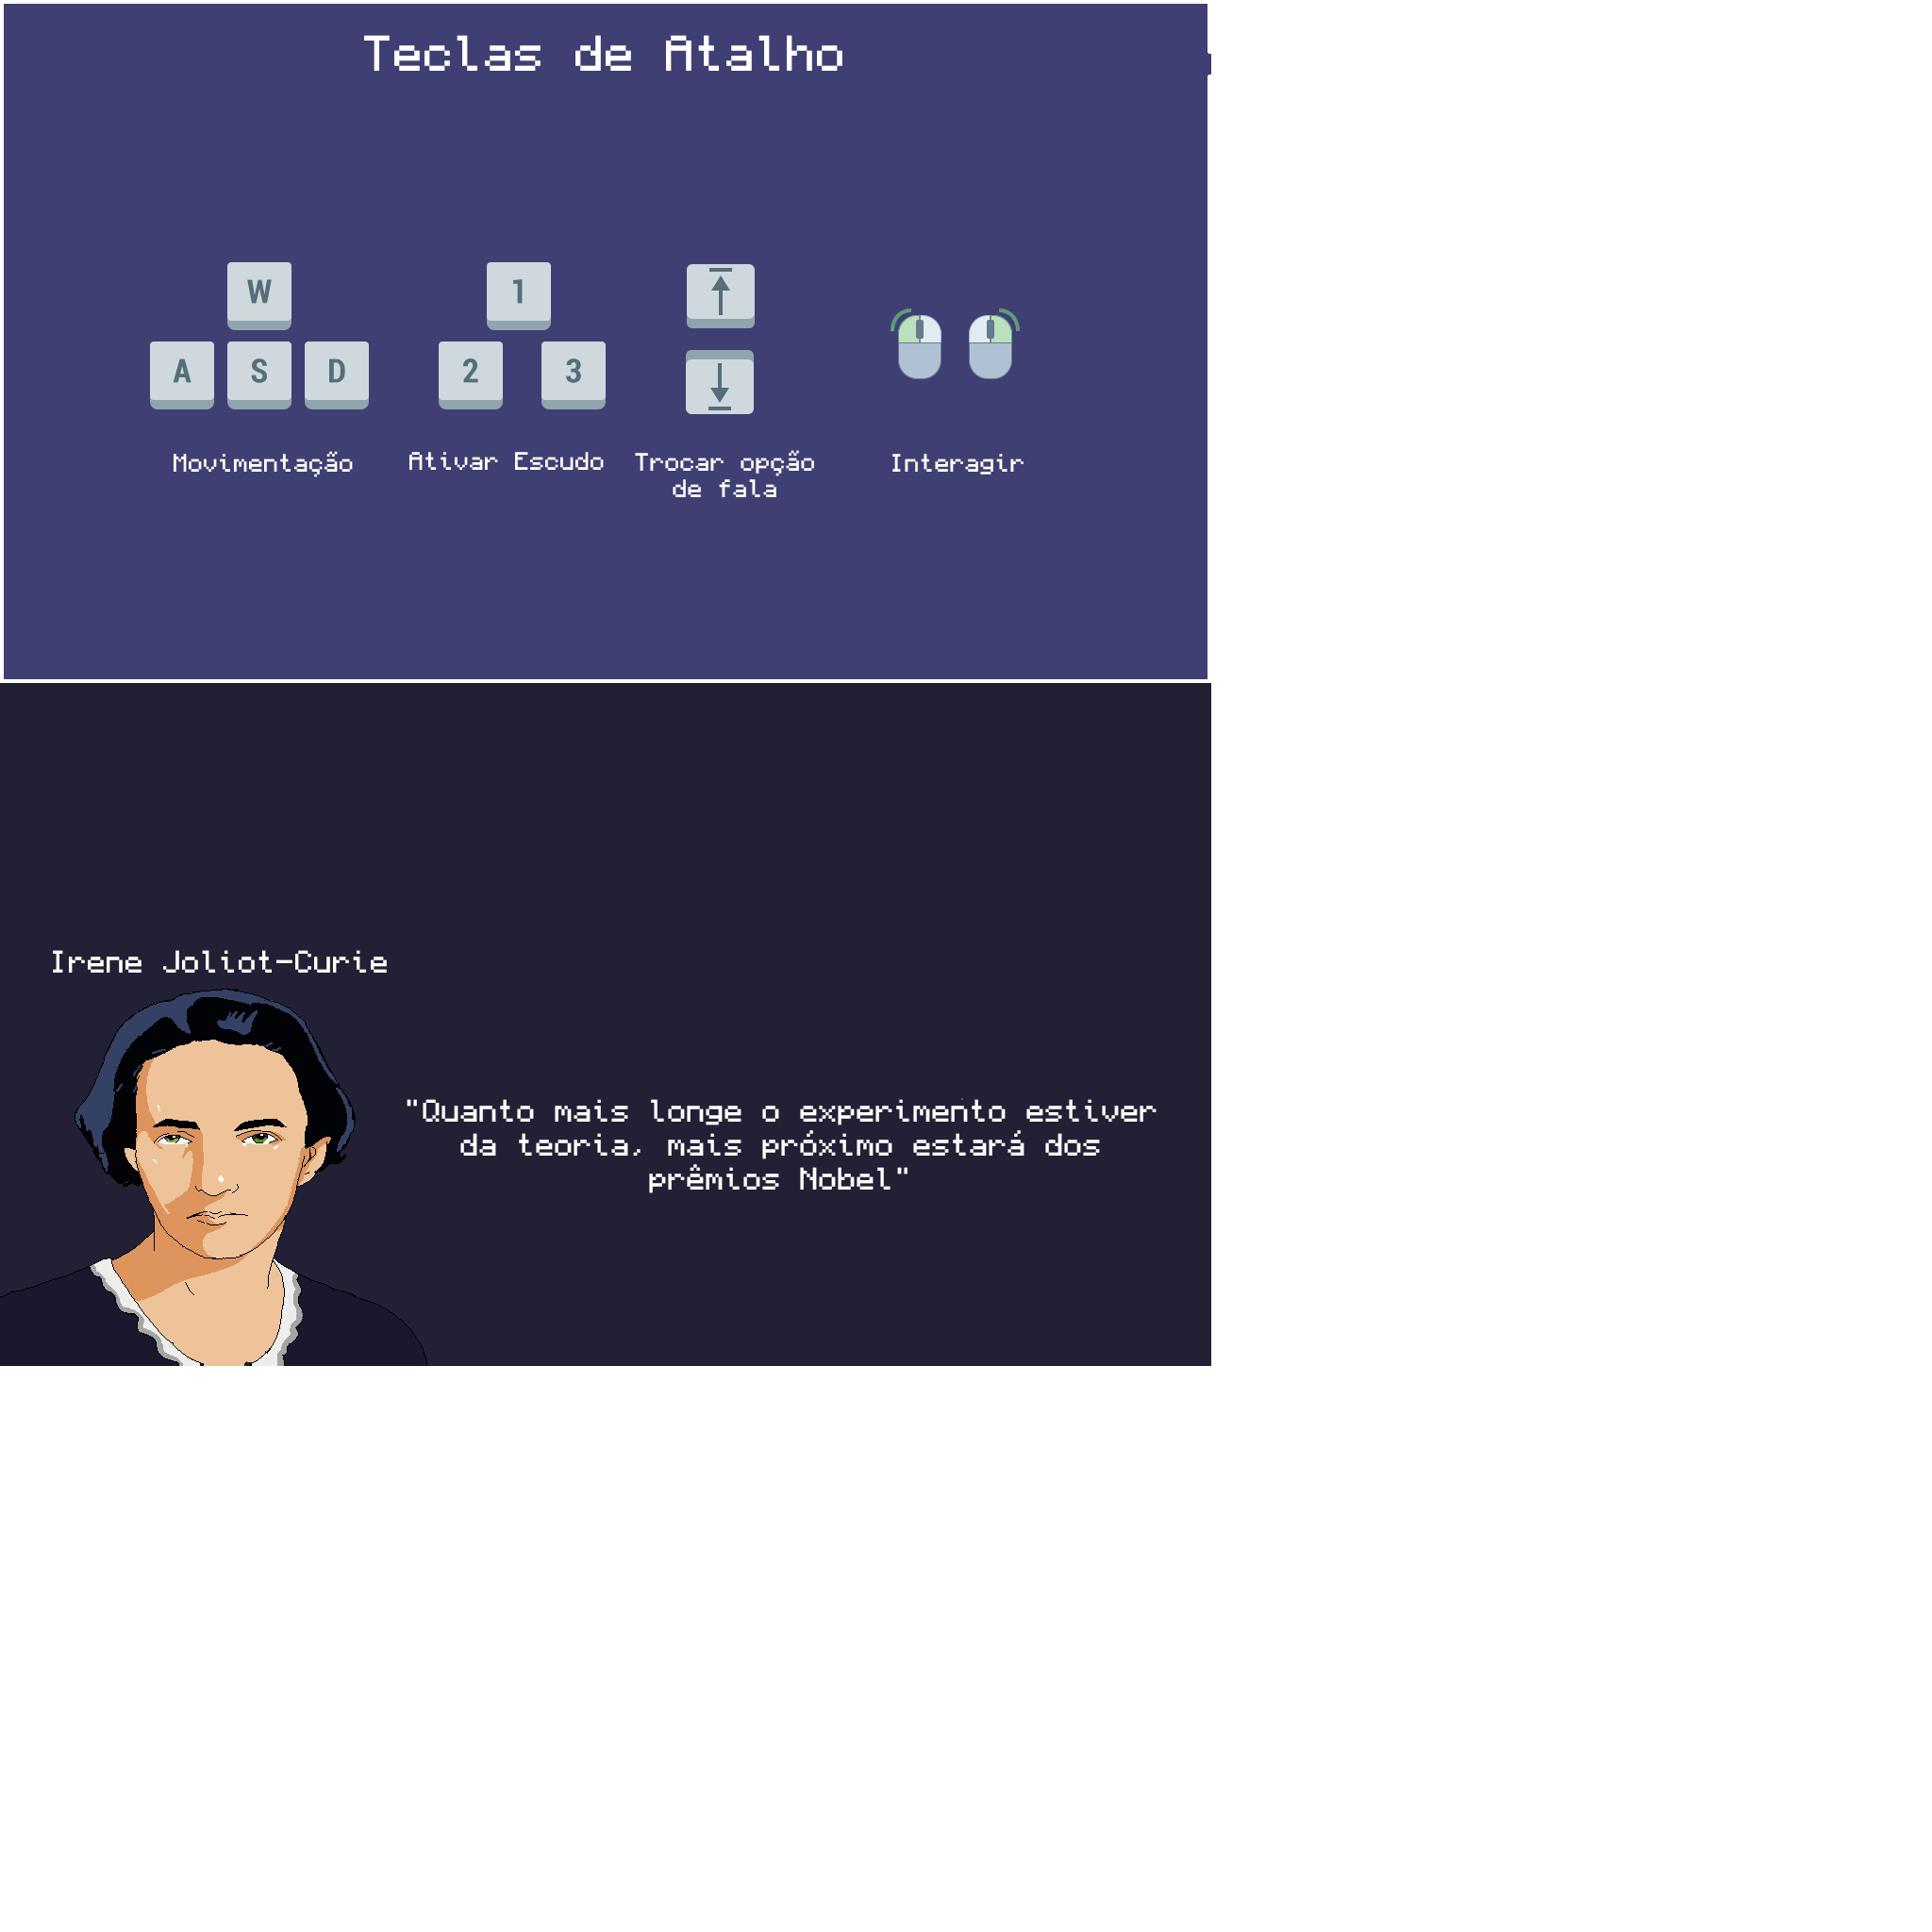 Teclas de Atalho
W
1
A S D
2 3
Movimentação
Ativar Escudo
Trocar opção
de fala
Interagir
Irene Joliot-Curie
"Quanto mais longe o experimento estiver
da teoria, mais próximo estará dos
prêmios Nobel"